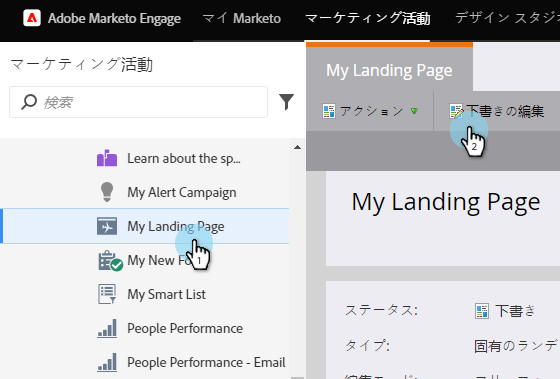 Adobe Marketo Engage マイ Marketo マーケティング活動 デザイン スタジオ
マーケティング活動
検索
My Landing Page
アクション 下書きの編集
2
Learn about the sp...
My Alert Campaign
My Landing Page
1
My New Fo
My Smart List
People Performance
People Performance - Email
My Landing Page
ステータス: 下書き
タイプ: 固有のランデ